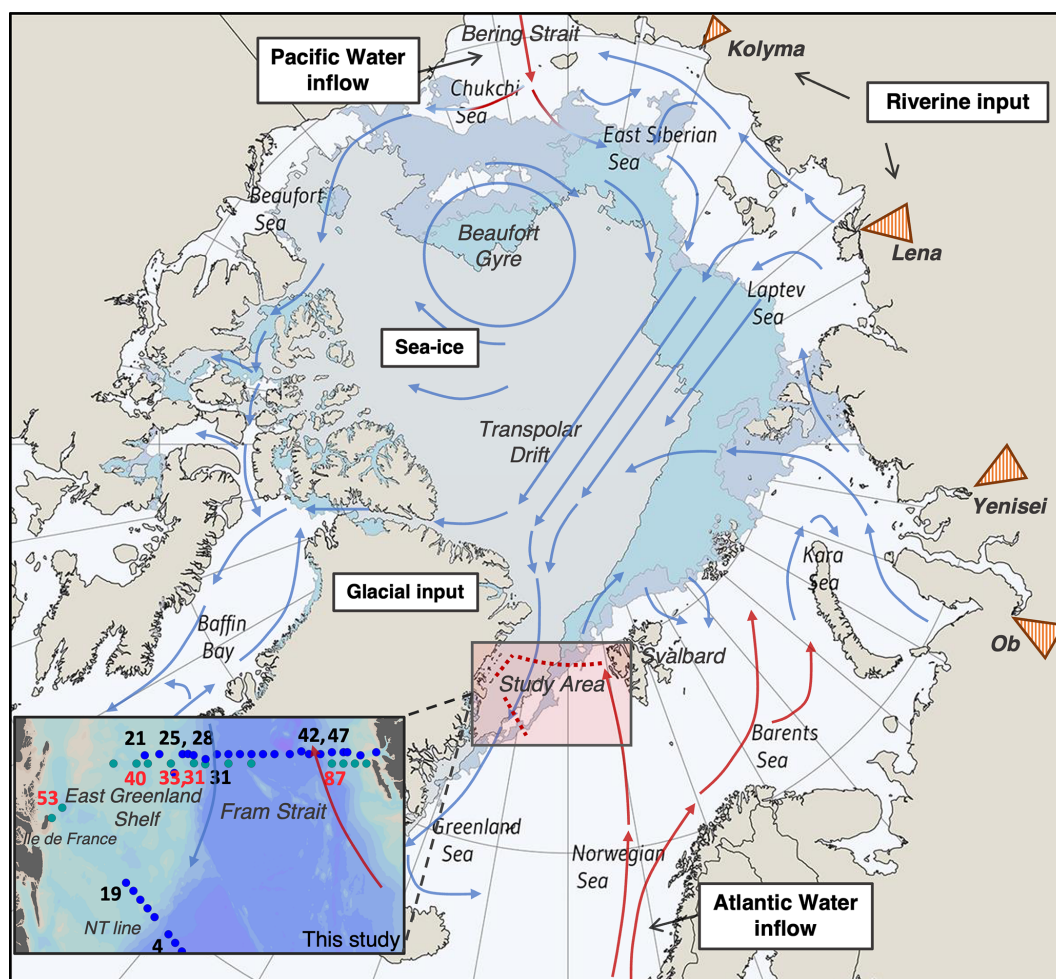 Bering Strait
Kolyma
Pacific Water
inflow
Chukchi
Sea
Riverine input
East Siberian
Sea
Beaufort
Sea
Beaufort
Gyre
Lena
Laptev
Sea
Sea-ice
Transpolar
Drift
Yenisei
Kara
Sea
Glacial input
Baffin
Bay
Ob
Svalbard
Study Area
Barents
Sea
21
25, 28
42, 47
40
33,31
31
87
53
East Greenland
Shelf
Fram Strait
Ile de France
19
NT line
4
This study
Greenland
Sea
Norwegian
Sea
Atlantic Water
inflow